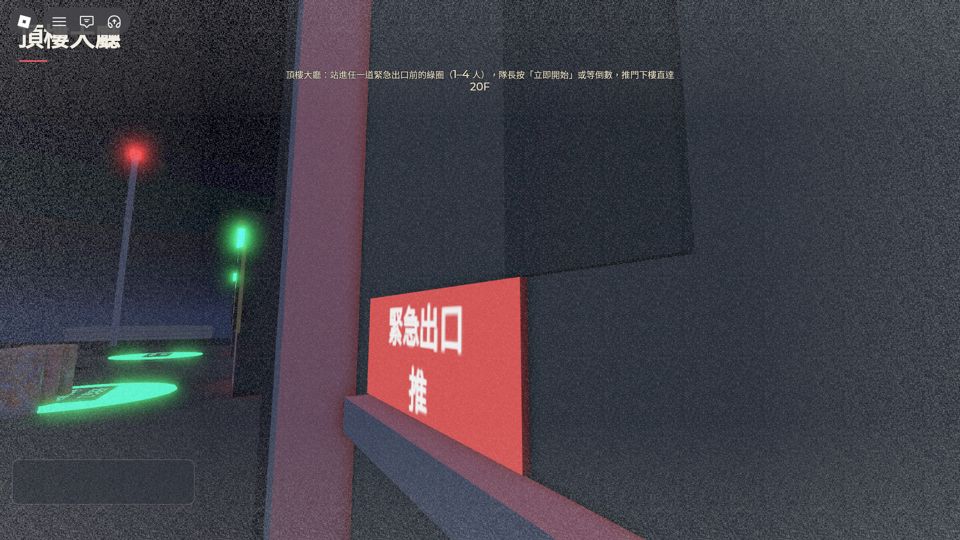 頂樓大廳
頂樓大廳：站進任一道緊急出口前的綠圈（1–4 人），隊長按「立即開始」或等倒數，推門下樓直達
20F
緊急出口
推